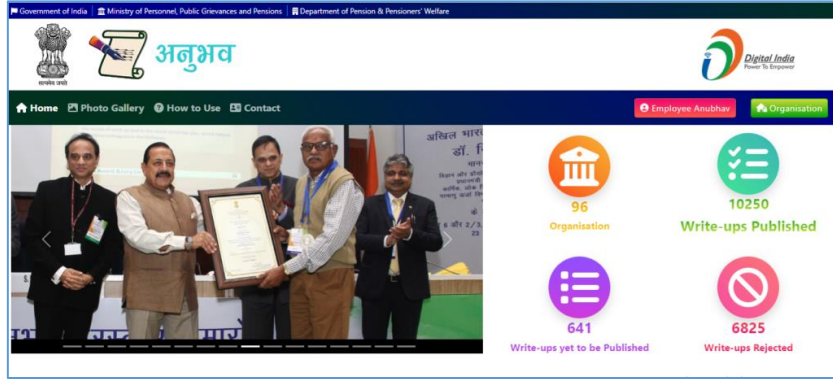 Government of India Ministry of Personnel, Public Grievances and Pensions Department of Pension & Pensioners' Welfare
सत्यमेव जयते
अनुभव
Digital India
Power To Empower
Home Photo Gallery How to Use Contact
Employee Anubhav Organisation
96
Organisation
10250
Write-ups Published
641
Write-ups yet to be Published
6825
Write-ups Rejected